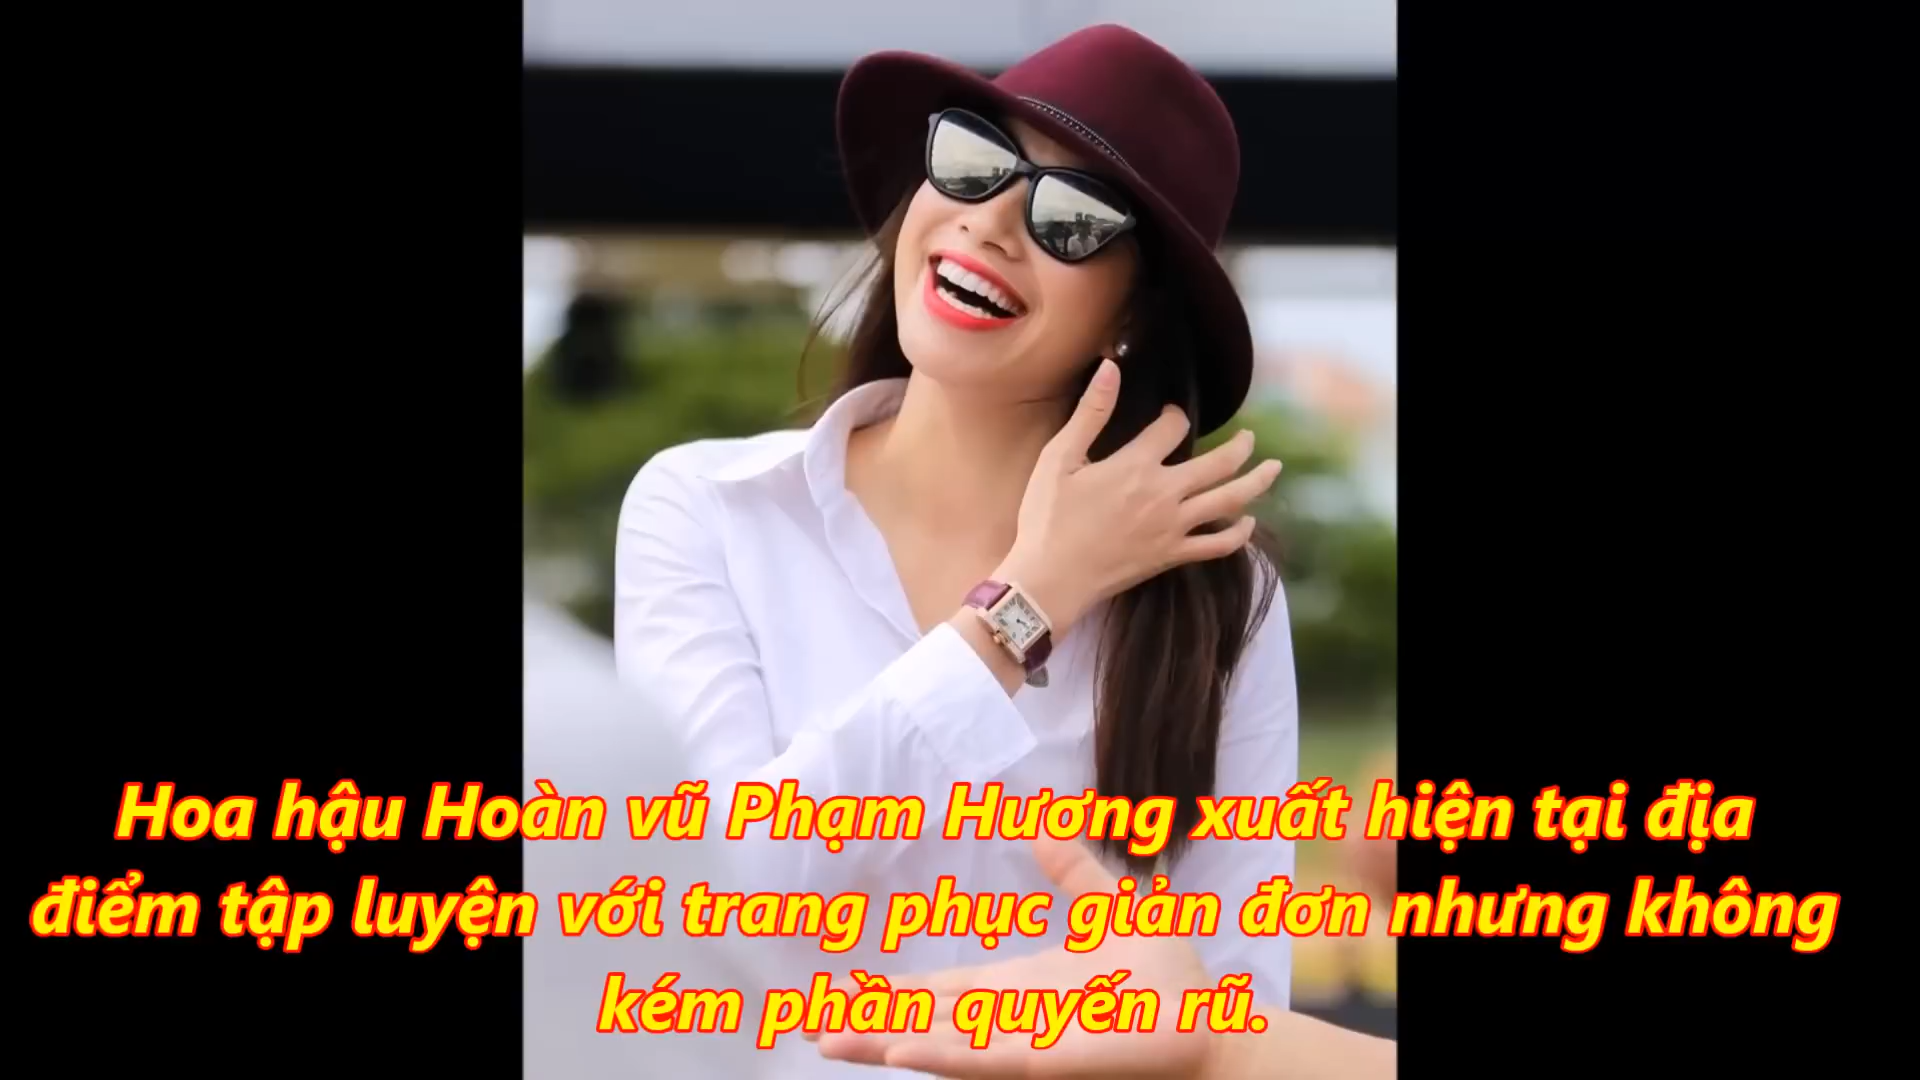 Hoa hậu Hoàn vũ Phạm Hương xuất hiện tại địa
điểm tập luyện với trang phục giản đơn nhưng không
kém phần quyến rũ.